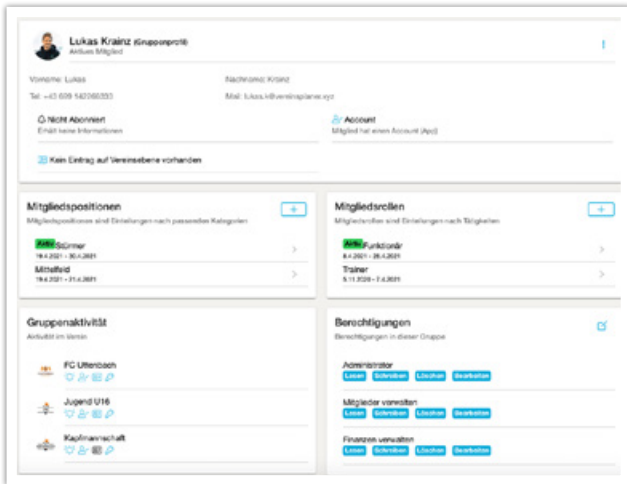 Lukas Krainz (Gruppenprofil)
Aktives Mitglied
Vorname: Lukas
Nachname: Krainz
Tel: +43 699
Mail: lukas.k@vereinsplaner.xyz
Nicht Abonniert
Erhält keine Informationen
Account
Mitglied hat einen Account (App)
Kein Eintrag auf Vereinsebene vorhanden
Mitgliedspositionen
Mitgliedspositionen sind Einteilungen nach passenden Kategorien
Aktiv Stürmer
19.4.2021 - 30.4.2021
Mittelfeld
19.4.2021 - 21.4.2021
Mitgliedsrollen
Mitgliedsrollen sind Einteilungen nach Tätigkeiten
Aktiv Funktionär
8.4.2021 - 28.4.2021
Trainer
5.11.2020 - 7.4.2021
Gruppenaktivität
Aktivität im Verein
FC Uttenbach
Jugend U16
Kapfmannschaft
Berechtigungen
Berechtigungen in dieser Gruppe
Administrator
Lesen Schreiben Löschen Bearbeiten
Mitglieder verwalten
Lesen Schreiben Löschen Bearbeiten
Finanzen verwalten
Lesen Schreiben Löschen Bearbeiten